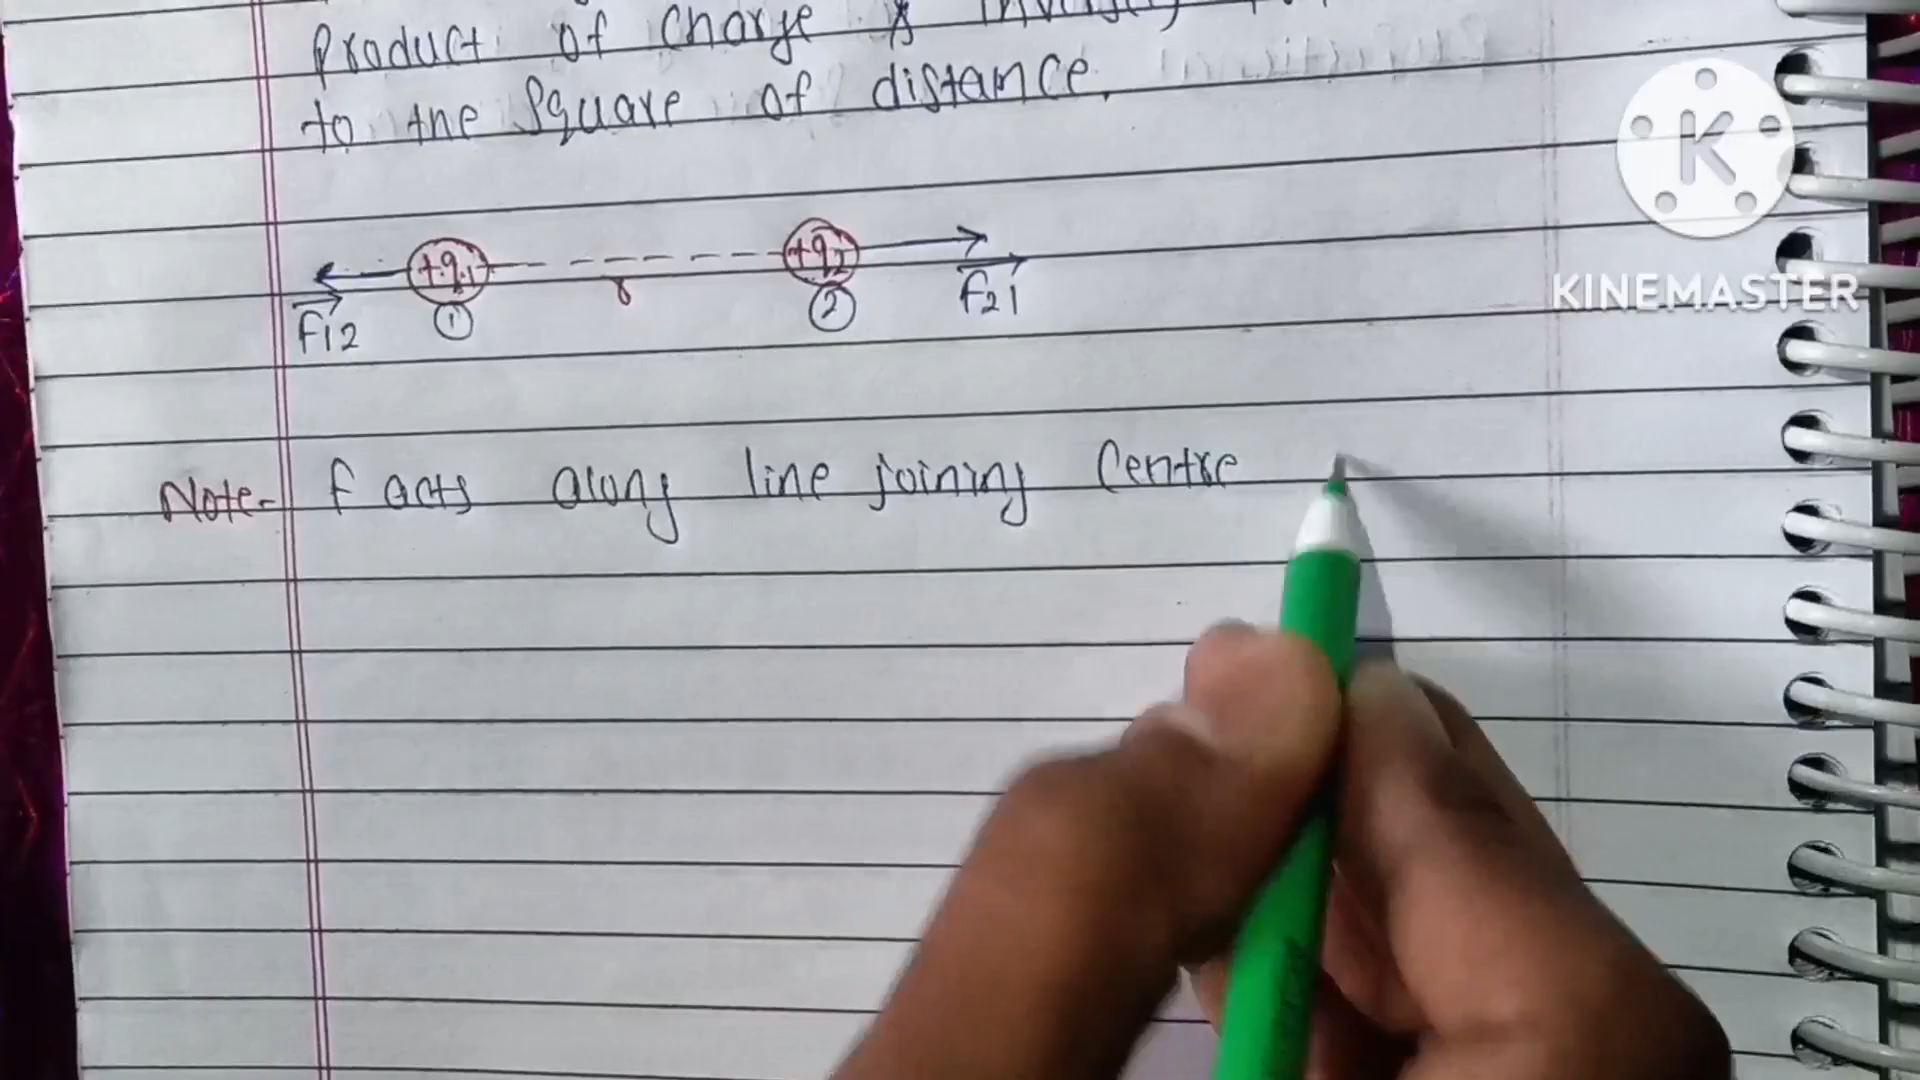 Product of Charge &
to the Square of distance.
+q1 +q2
r
F12 1 2 F21
Note- F acts along line joining Centre
K
KINEMASTER